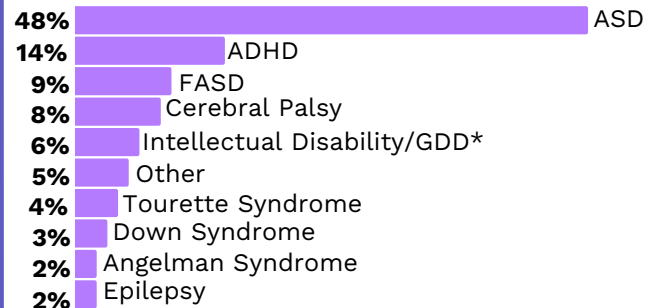 48% ASD
14% ADHD
9% FASD
8% Cerebral Palsy
6% Intellectual Disability/GDD*
5% Other
4% Tourette Syndrome
3% Down Syndrome
2% Angelman Syndrome
2% Epilepsy